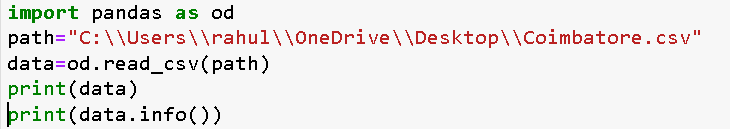 import pandas as od
path="C:\\Users\\rahul\\OneDrive\\Desktop\\Coimbatore.csv"
data=od.read_csv(path)
print(data)
print(data.info())